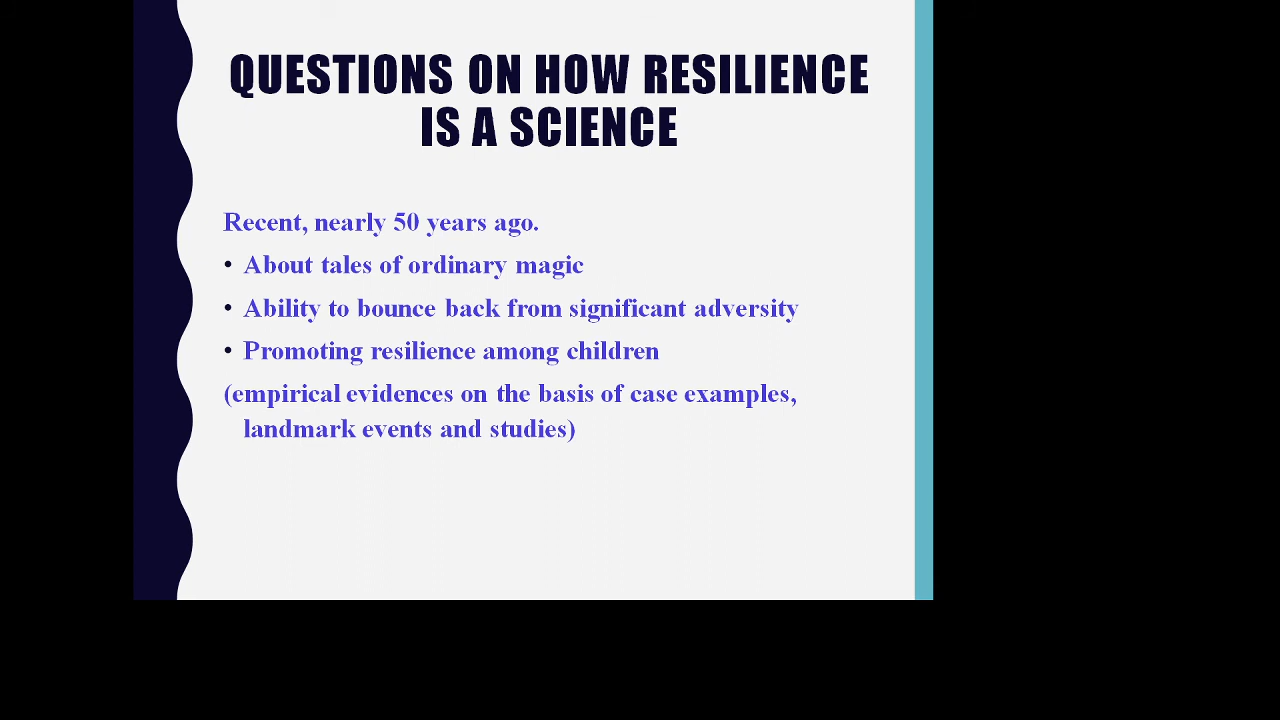 QUESTIONS ON HOW RESILIENCE
IS A SCIENCE
Recent, nearly 50 years ago.
• About tales of ordinary magic
• Ability to bounce back from significant adversity
• Promoting resilience among children
(empirical evidences on the basis of case examples,
landmark events and studies)